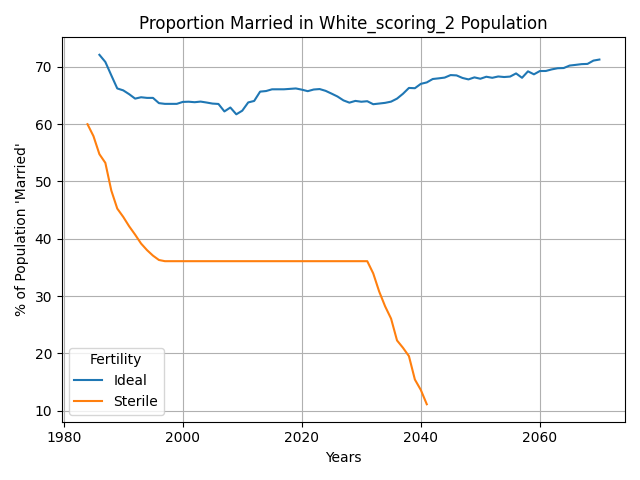 Proportion Married in White_scoring_2 Population
% of Population 'Married'
70
60
50
40
30
20
10
Fertility
Ideal
Sterile
1980
2000
2020
2040
2060
Years